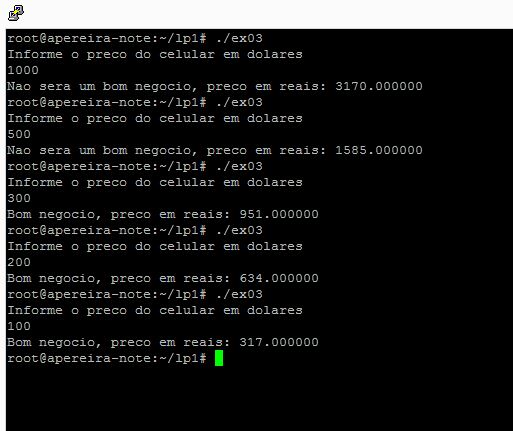 root@apereira-note:~/lp1# ./ex03
Informe o preco do celular em dolares
1000
Nao sera um bom negocio, preco em reais: 3170.000000
root@apereira-note:~/lp1# ./ex03
Informe o preco do celular em dolares
500
Nao sera um bom negocio, preco em reais: 1585.000000
root@apereira-note:~/lp1# ./ex03
Informe o preco do celular em dolares
300
Bom negocio, preco em reais: 951.000000
root@apereira-note:~/lp1# ./ex03
Informe o preco do celular em dolares
200
Bom negocio, preco em reais: 634.000000
root@apereira-note:~/lp1# ./ex03
Informe o preco do celular em dolares
100
Bom negocio, preco em reais: 317.000000
root@apereira-note:~/lp1#